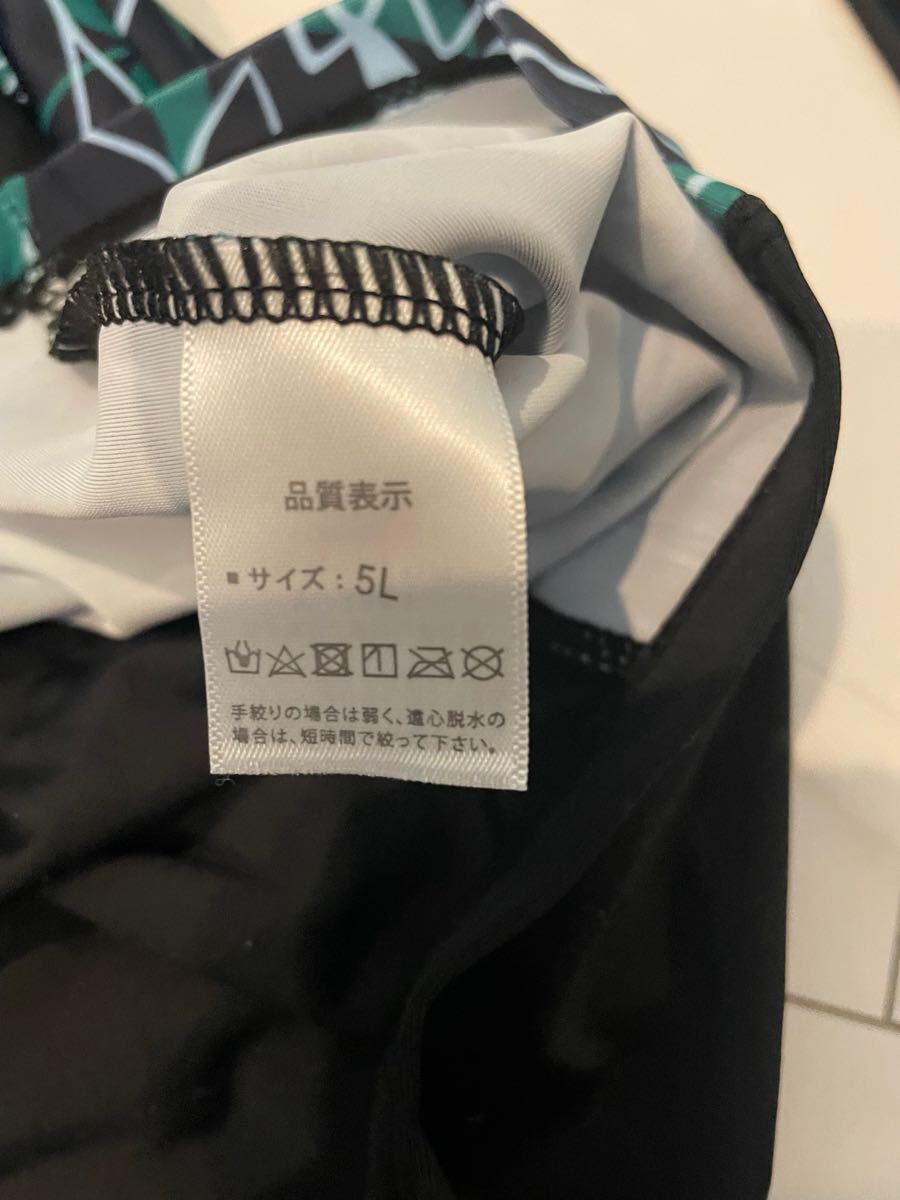 品質表示
■ サイズ：5L
手絞りの場合は弱く、遠心脱水の
場合は、短時間で絞って下さい。